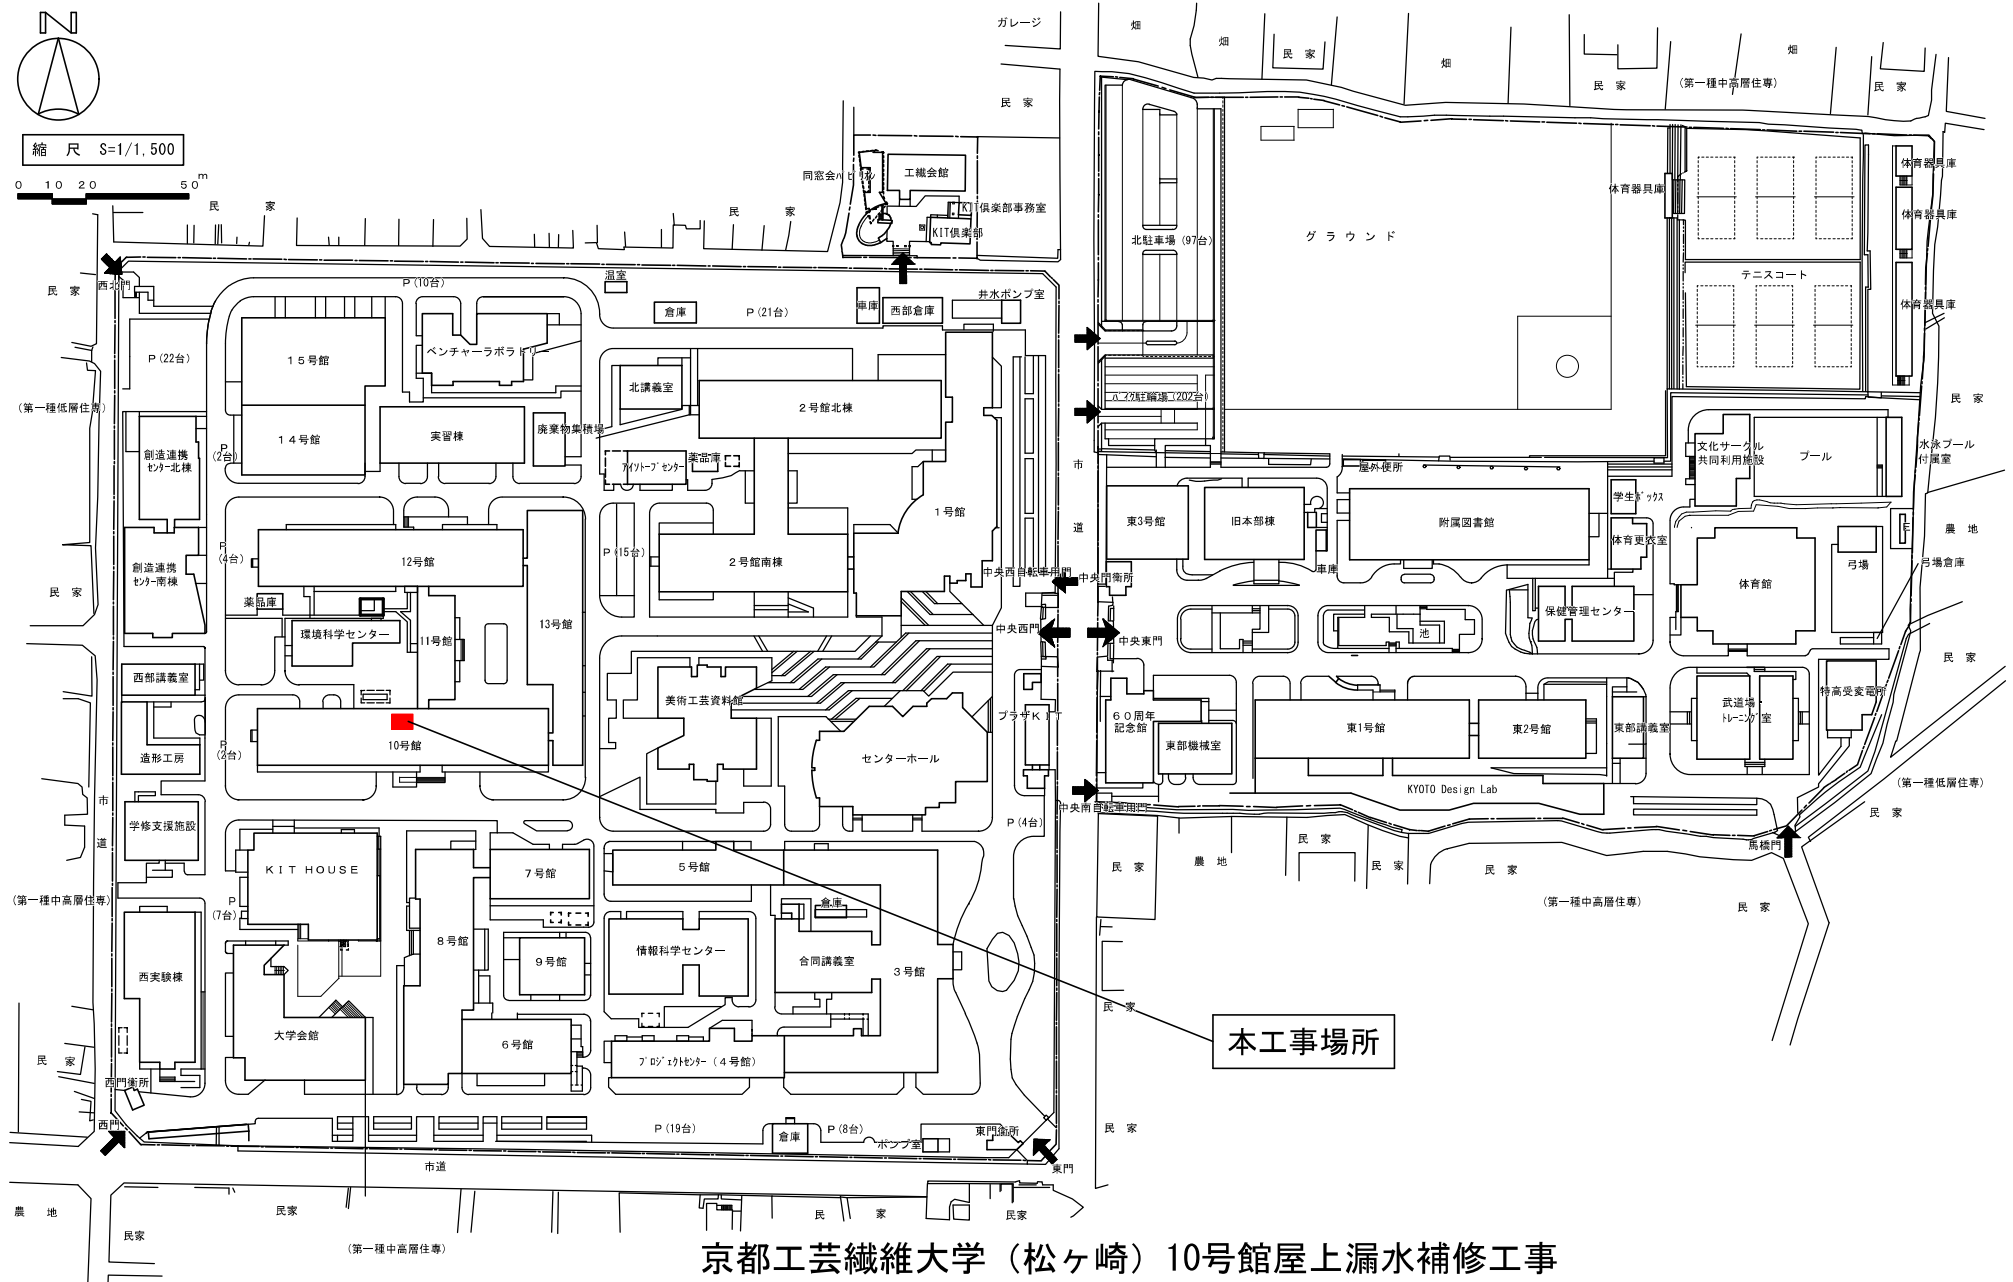 N
ガレージ
畑
畑
民 家
畑
畑
民 家
(第一種中高層住専)
民 家
民 家
縮 尺 S=1/1,500
0 10 20 50m
工繊会館
KIT倶楽部事務室
KIT倶楽部
民 家
民 家
北駐車場(97台)
グラウンド
体育器具庫
体育器具庫
体育器具庫
体育器具庫
テニスコート
西北門
民 家
P(10台)
温室
倉庫
P(21台)
車庫
西部倉庫
井水ポンプ室
P(22台)
15号館
ベンチャーラボラトリー
北講義室
2号館北棟
バイク駐輪場(202台)
(第一種低層住専)
民 家
14号館
実習棟
廃棄物集積場
P
(2台)
創造連携
センター北棟
アイソトープセンター
薬品庫
市
道
屋外便所
文化サークル
共同利用施設
プール
水泳プール
付属室
1号館
東3号館
旧本部棟
附属図書館
学生ボックス
体育更衣室
農 地
P
(4台)
12号館
P(15台)
2号館南棟
創造連携
センター南棟
13号館
中央西自転車用門
中央門衛所
車庫
体育館
弓場
弓場倉庫
民 家
薬品庫
環境科学センター
11号館
保健管理センター
中央西門
中央東門
池
民 家
西部講義室
美術工芸資料館
プラザKIT
60周年
記念館
東部機械室
東1号館
東2号館
東部講義室
武道場・
トレーニング室
特高受変電所
10号館
P
(2台)
造形工房
センターホール
KYOTO Design Lab
(第一種低層住専)
市
道
学修支援施設
中央南自転車用門
P(4台)
民 家
民 家
馬橋門
KIT HOUSE
7号館
5号館
民 家
農 地
民 家
民 家
(第一種中高層住専)
P
(7台)
倉庫
(第一種中高層住専)
民 家
8号館
9号館
情報科学センター
合同講義室
3号館
西実験棟
民 家
大学会館
6号館
プロジェクトセンター(4号館)
本工事場所
民 家
西門衛所
西門
P(19台)
倉庫
P(8台)
ポンプ室
東門衛所
東門
民 家
市道
農 地
民家
民家
民 家
民家
(第一種中高層住専)
京都工芸繊維大学（松ヶ崎）10号館屋上漏水補修工事